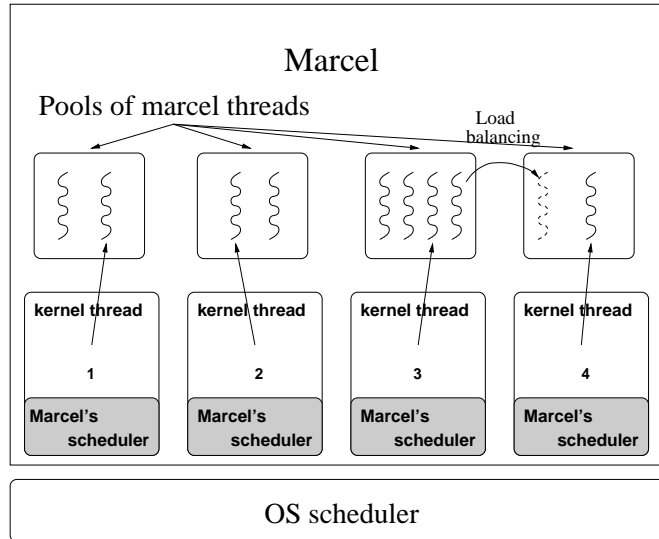 Marcel
Pools of marcel threads
Load
balancing
kernel thread
kernel thread
kernel thread
kernel thread
1
2
3
4
Marcel's
scheduler
Marcel's
scheduler
Marcel's
scheduler
Marcel's
scheduler
OS scheduler